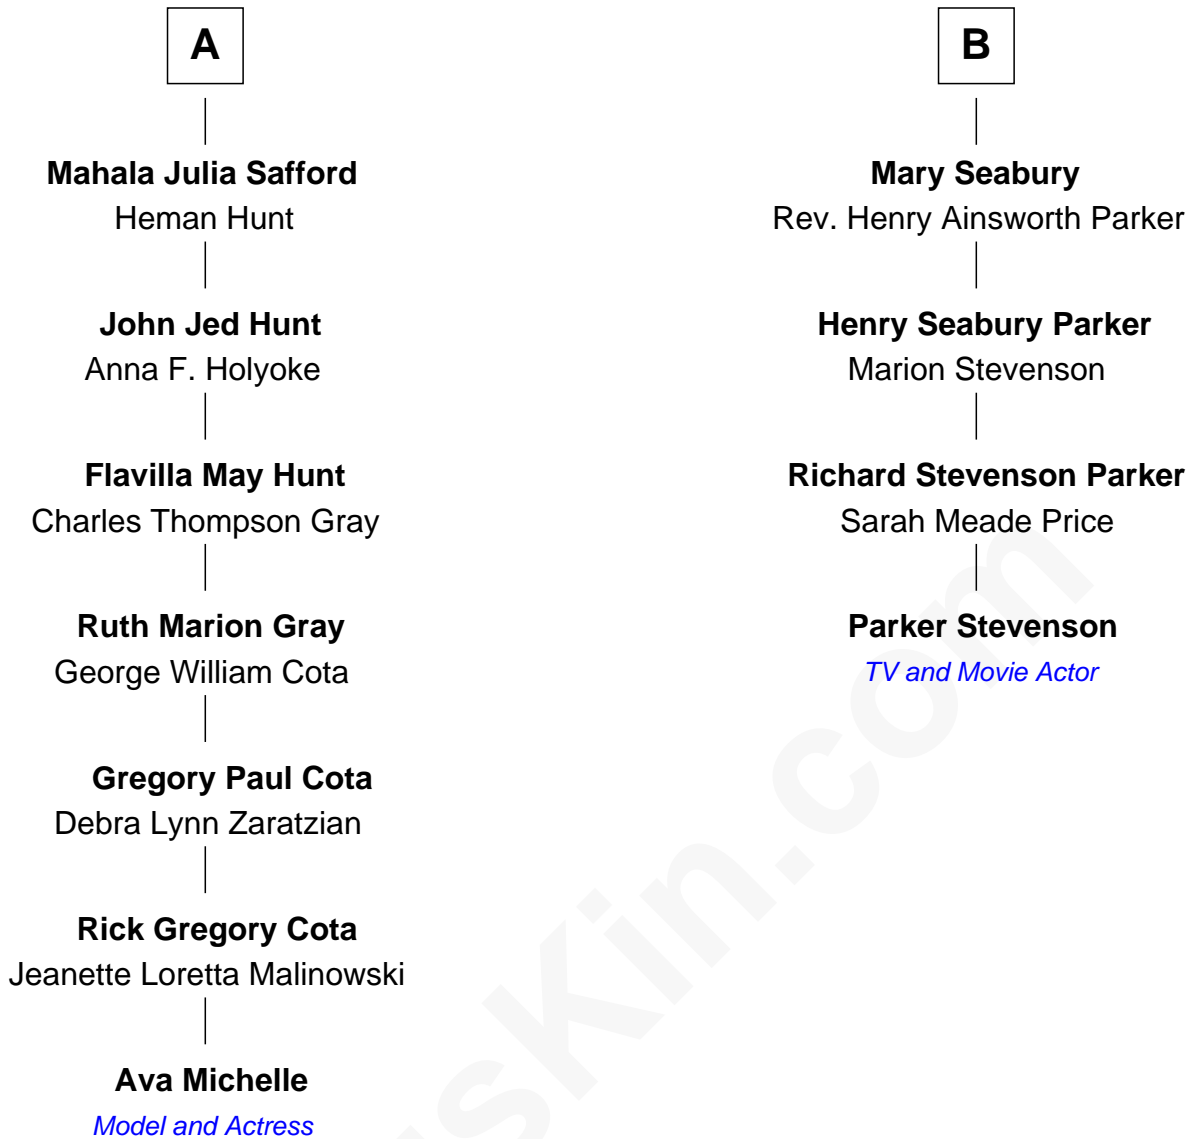 A
Mahala Julia Safford
Heman Hunt
John Jed Hunt
Anna F. Holyoke
Flavilla May Hunt
Charles Thompson Gray
Ruth Marion Gray
George William Cota
Gregory Paul Cota
Debra Lynn Zaratzian
Rick Gregory Cota
Jeanette Loretta Malinowski
Ava Michelle
Model and Actress
B
Mary Seabury
Rev. Henry Ainsworth Parker
Henry Seabury Parker
Marion Stevenson
Richard Stevenson Parker
Sarah Meade Price
Parker Stevenson
TV and Movie Actor
sKin.com